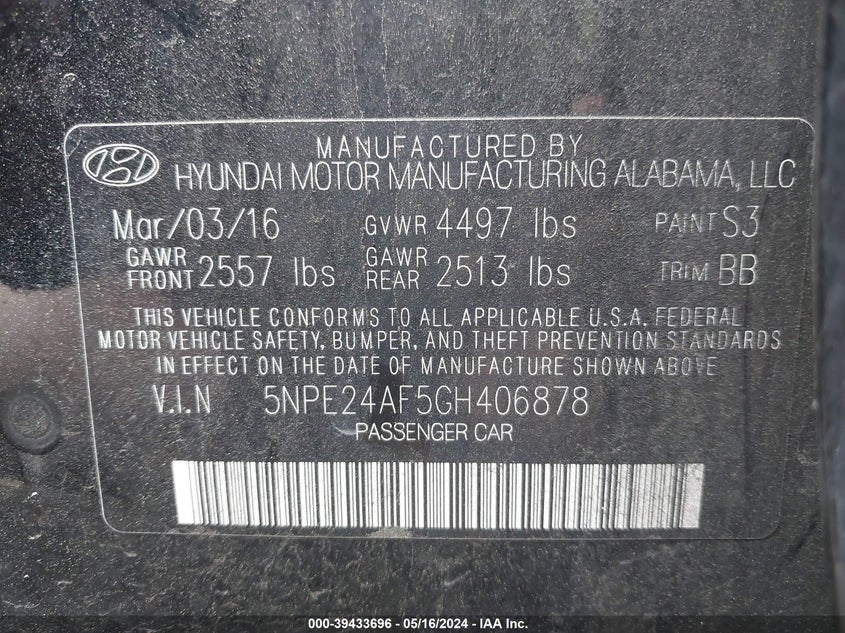 MANUFACTURED BY
HYUNDAI MOTOR MANUFACTURING ALABAMA, LLC
Mar/03/16 GVWR 4497 lbs PAINT S3
GAWR FRONT 2557 lbs GAWR REAR 2513 lbs TRIM BB
THIS VEHICLE CONFORMS TO ALL APPLICABLE U.S.A. FEDERAL
MOTOR VEHICLE SAFETY, BUMPER, AND THEFT PREVENTION STANDARDS
IN EFFECT ON THE DATE OF MANUFACTURE SHOWN ABOVE
V.I.N 5NPE24AF5GH406878
PASSENGER CAR
000-39433696 - 05/16/2024 - IAA Inc.